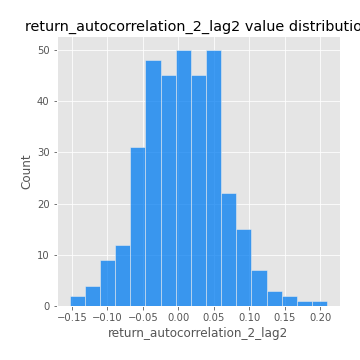 return_autocorrelation_2_lag2 value distributio
50
40
30
20
10
0
Count
−0.15 −0.10 −0.05 0.00 0.05 0.10 0.15 0.20
return_autocorrelation_2_lag2